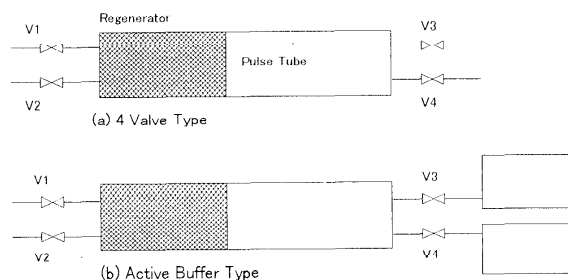 Regenerator
V1
V3
Pulse Tube
V2
V4
(a) 4 Valve Type
V1
V3
V2
V4
(b) Active Buffer Type